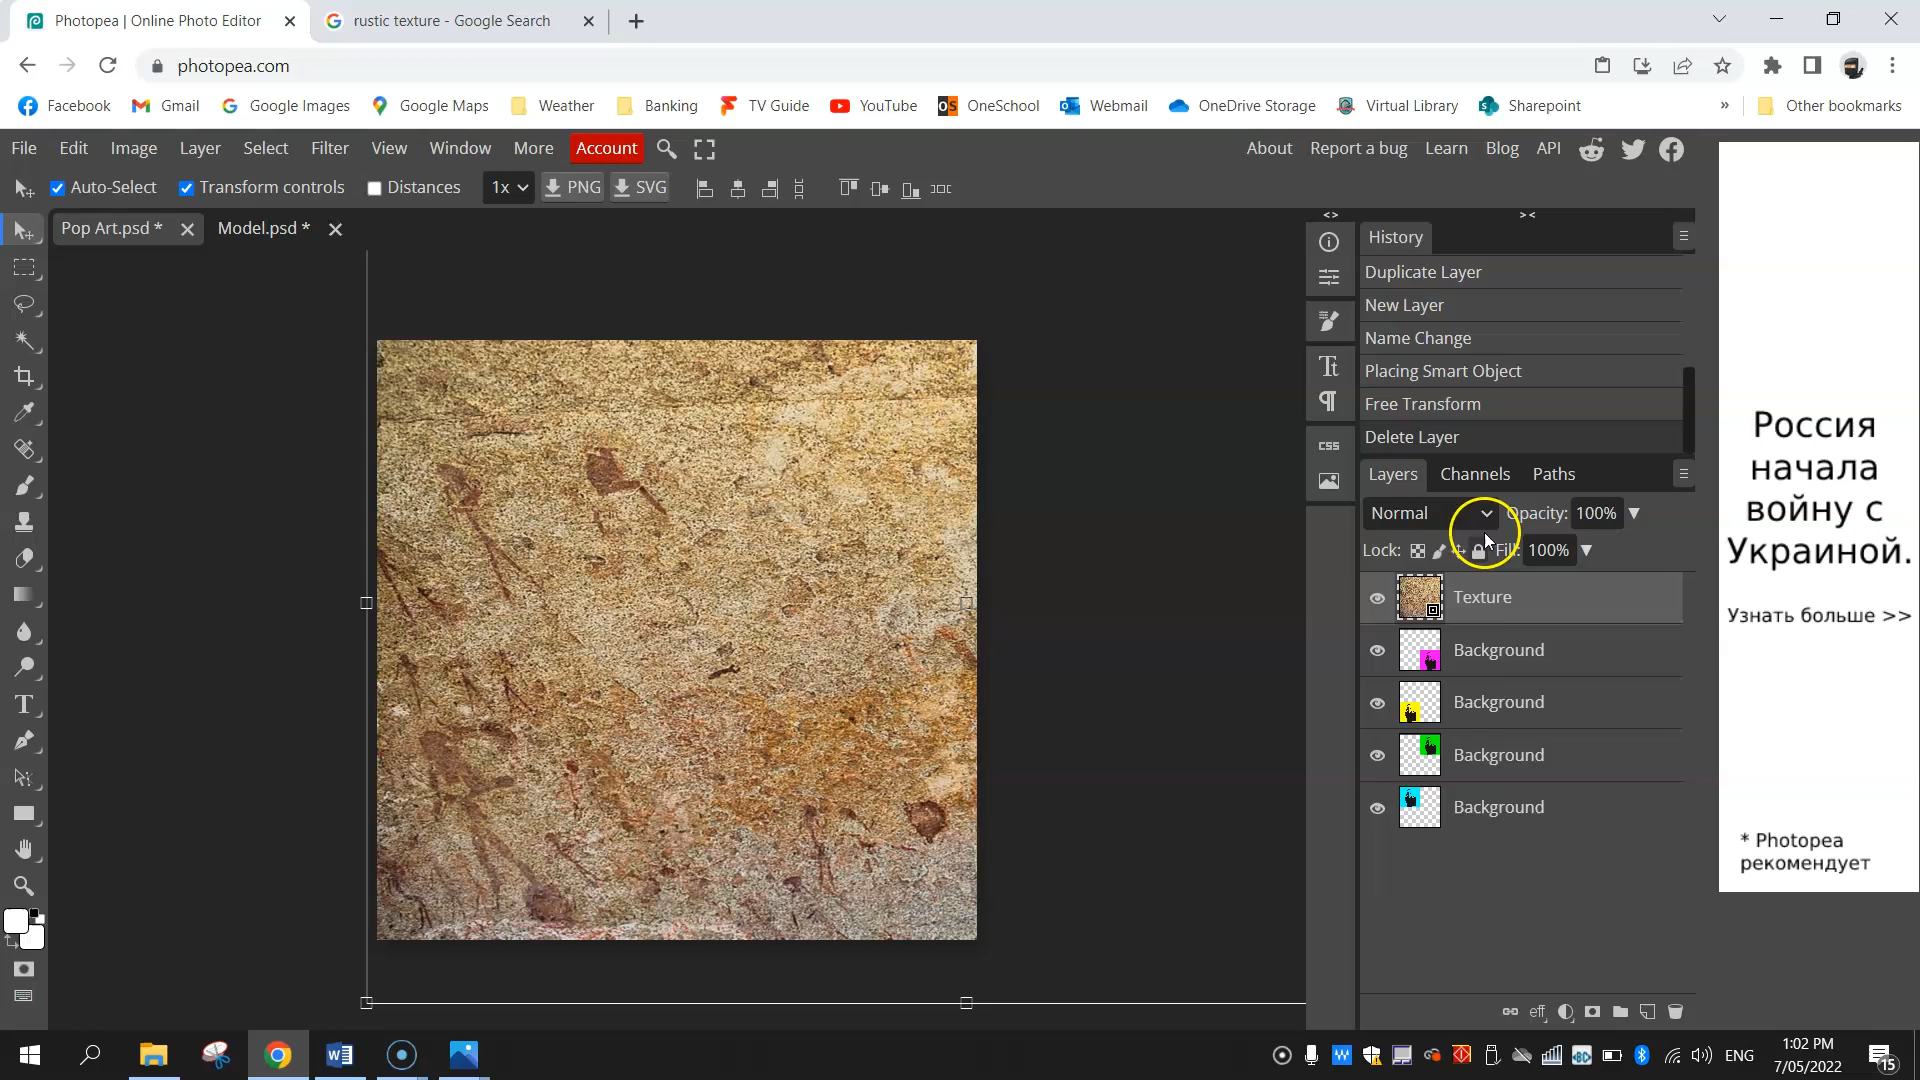 Photopea | Online Photo Editor
rustic texture - Google Search
photopea.com
Facebook Gmail Google Images Google Maps Weather Banking TV Guide YouTube OneSchool Webmail OneDrive Storage Virtual Library Sharepoint » Other bookmarks
File Edit Image Layer Select Filter View Window More Account About Report a bug Learn Blog API
Auto-Select Transform controls Distances 1x PNG SVG
Pop Art.psd * Model.psd *
History
Duplicate Layer
New Layer
Name Change
Placing Smart Object
Free Transform
Delete Layer
Layers Channels Paths
Normal Opacity: 100%
Lock: Fill: 100%
Texture
Background
Background
Background
Background
CSS
eff
Россия
начала
войну с
Украиной.
Узнать больше >>
* Photopea
рекомендует
ENG
1:02 PM
7/05/2022
15